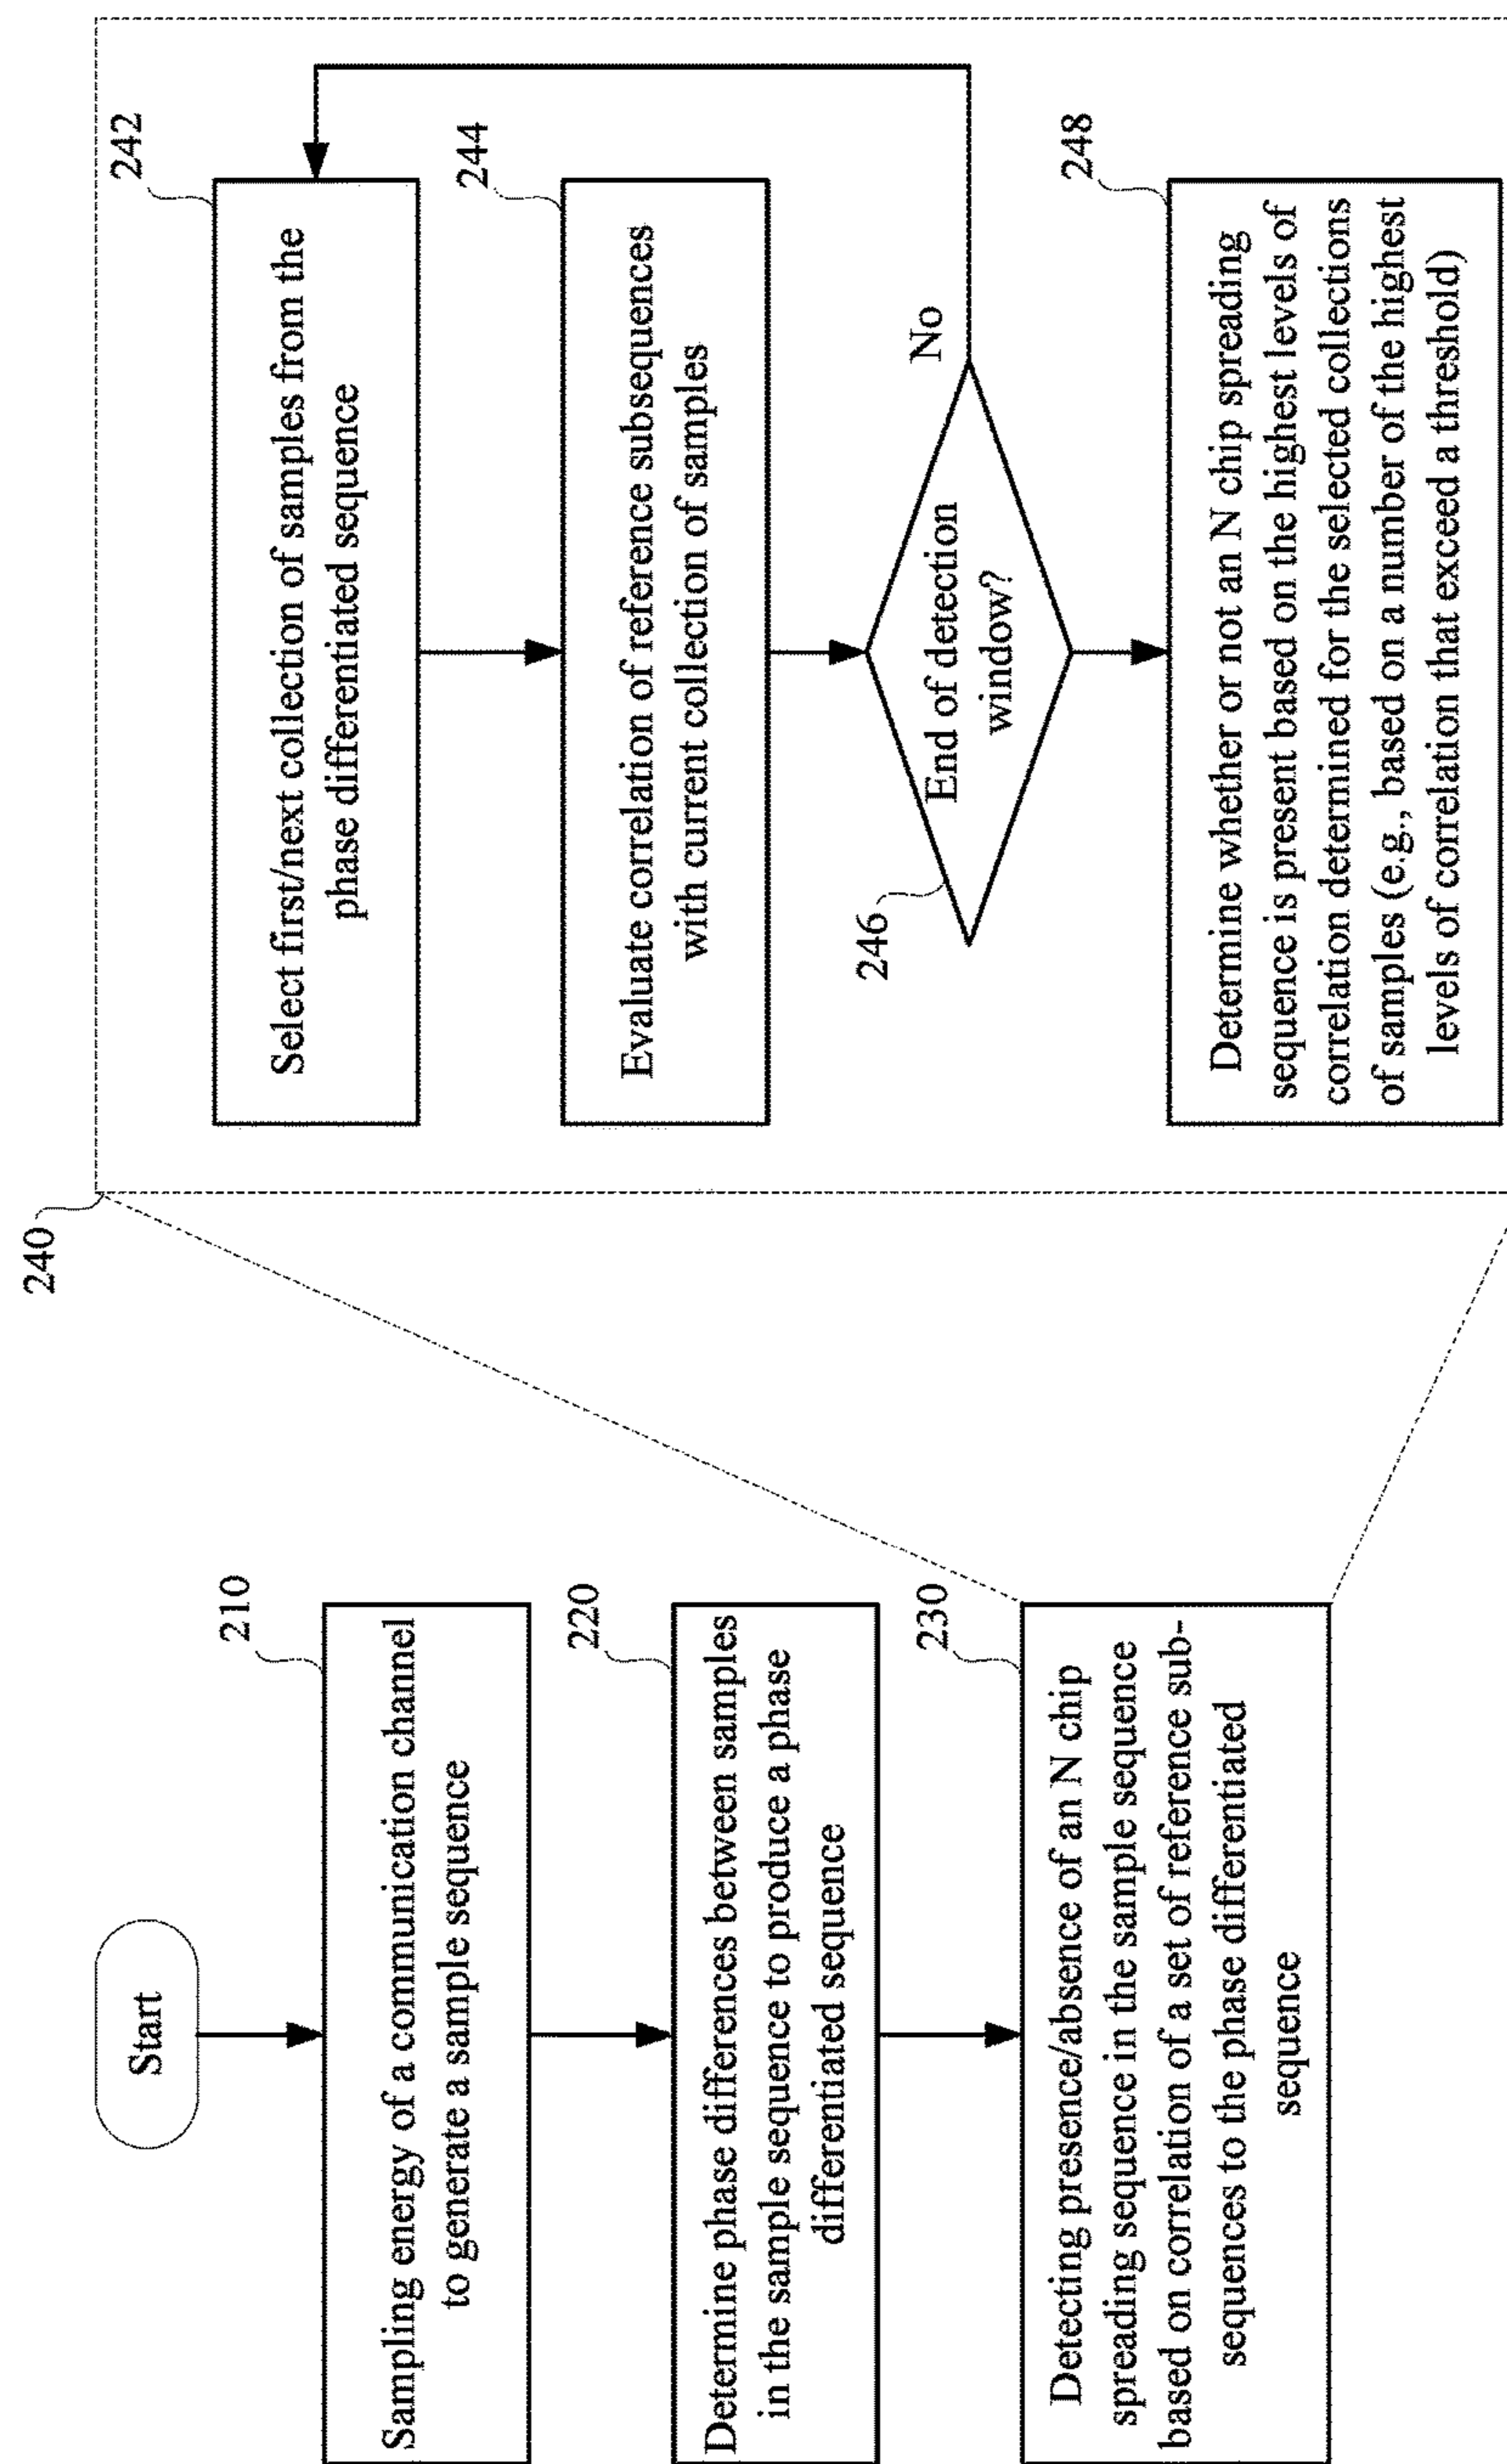 Start
210
Sampling energy of a communication channel
to generate a sample sequence
220
Determine phase differences between samples
in the sample sequence to produce a phase
differentiated sequence
230
Detecting presence/absence of an N chip
spreading sequence in the sample sequence
based on correlation of a set of reference sub-
sequences to the phase differentiated
sequence
240
242
Select first/next collection of samples from the
phase differentiated sequence
244
Evaluate correlation of reference subsequences
with current collection of samples
246
End of detection
window?
No
248
Determine whether or not an N chip spreading
sequence is present based on the highest levels of
correlation determined for the selected collections
of samples (e.g., based on a number of the highest
levels of correlation that exceed a threshold)